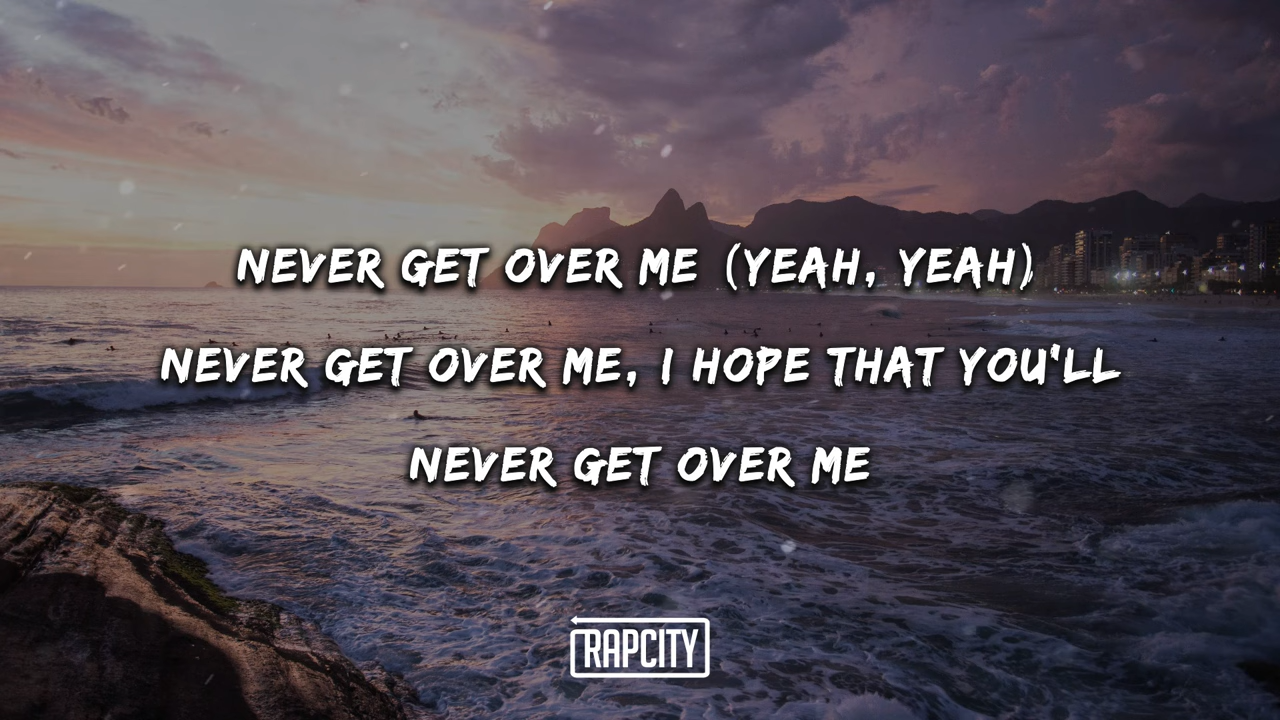 NEVER GET OVER ME (YEAH, YEAH)
NEVER GET OVER ME, I HOPE THAT YOU'LL
NEVER GET OVER ME
RAPCITY